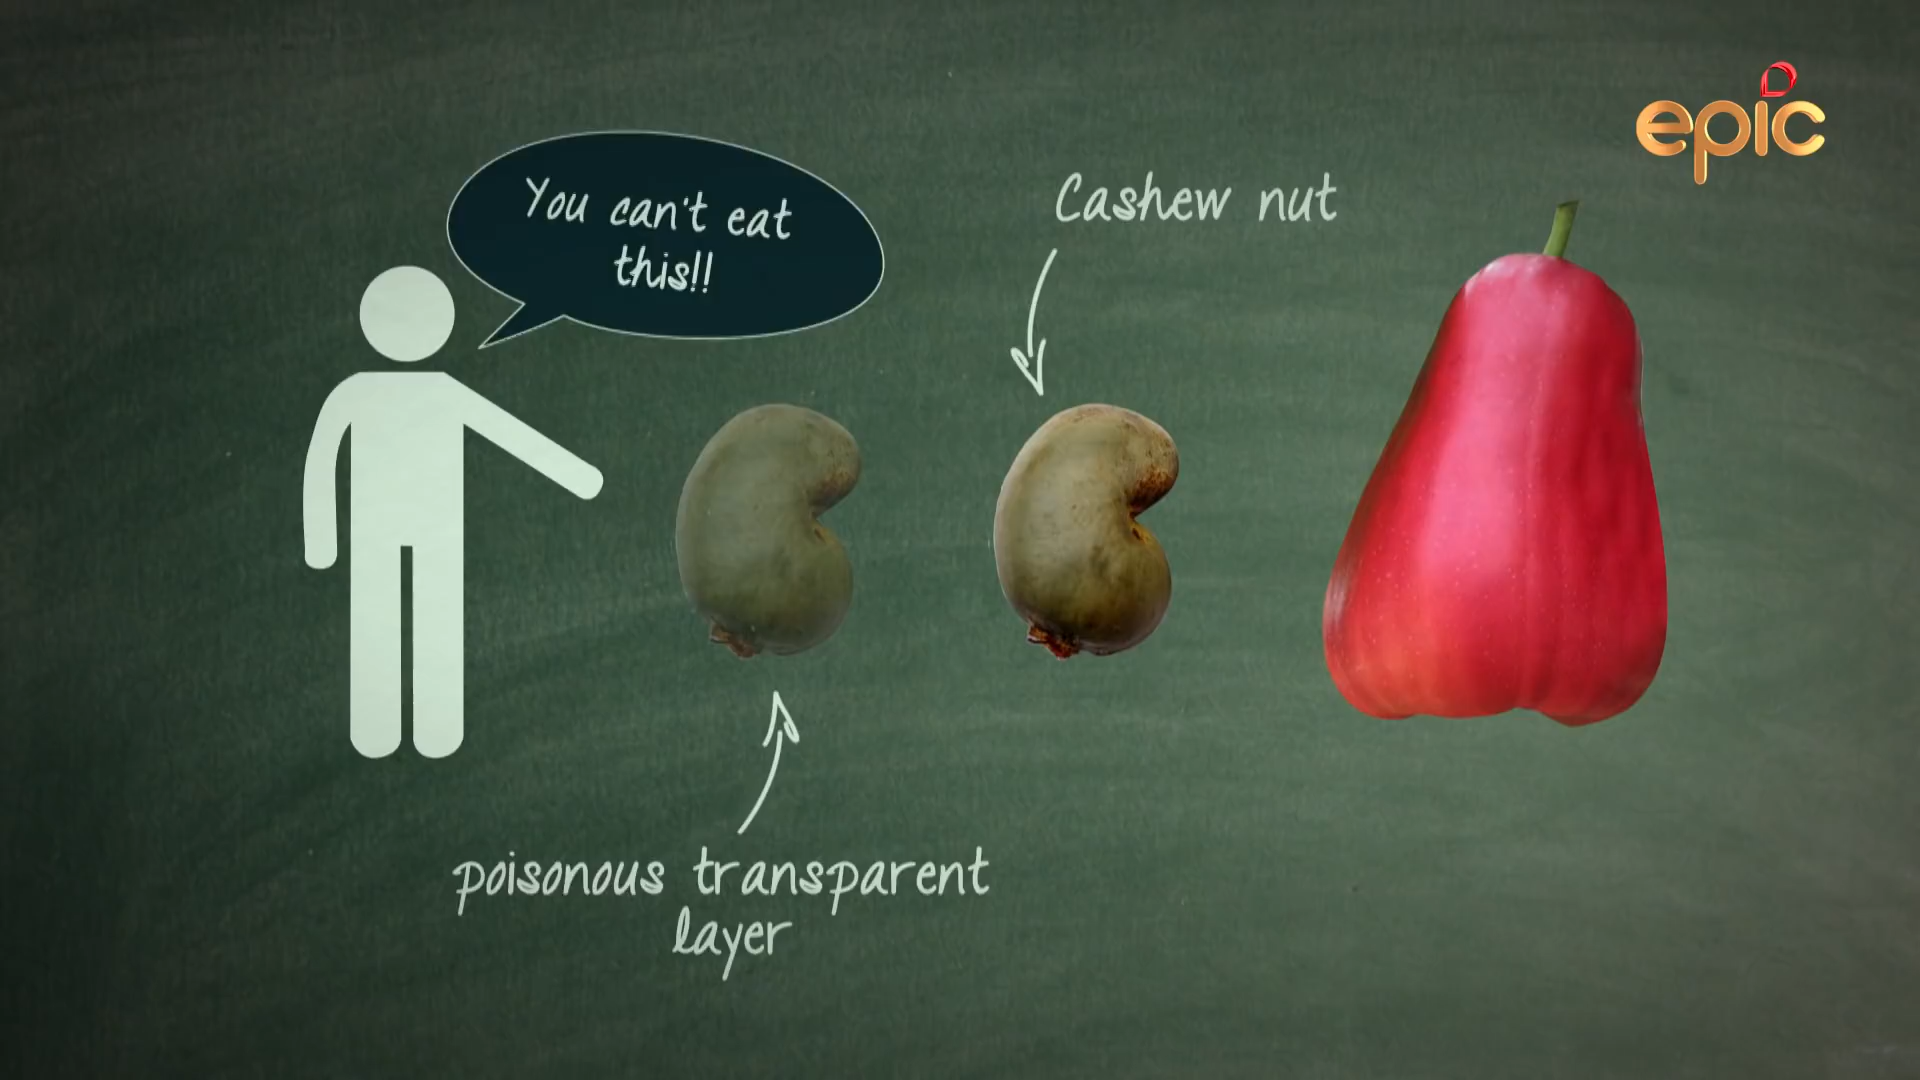 epic
You can't eat
this!!
Cashew nut
poisonous transparent
layer